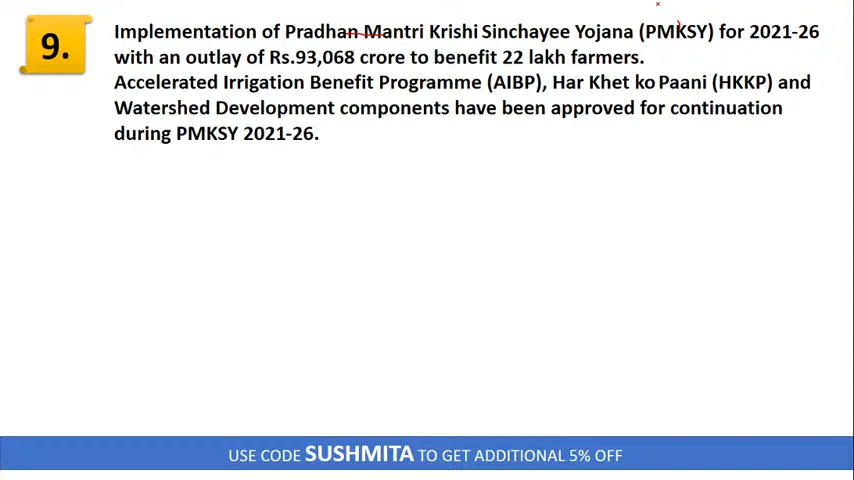 9.
Implementation of Pradhan Mantri Krishi Sinchayee Yojana (PMKSY) for 2021-26
with an outlay of Rs.93,068 crore to benefit 22 lakh farmers.
Accelerated Irrigation Benefit Programme (AIBP), Har Khet ko Paani (HKKP) and
Watershed Development components have been approved for continuation
during PMKSY 2021-26.
USE CODE SUSHMITA TO GET ADDITIONAL 5% OFF